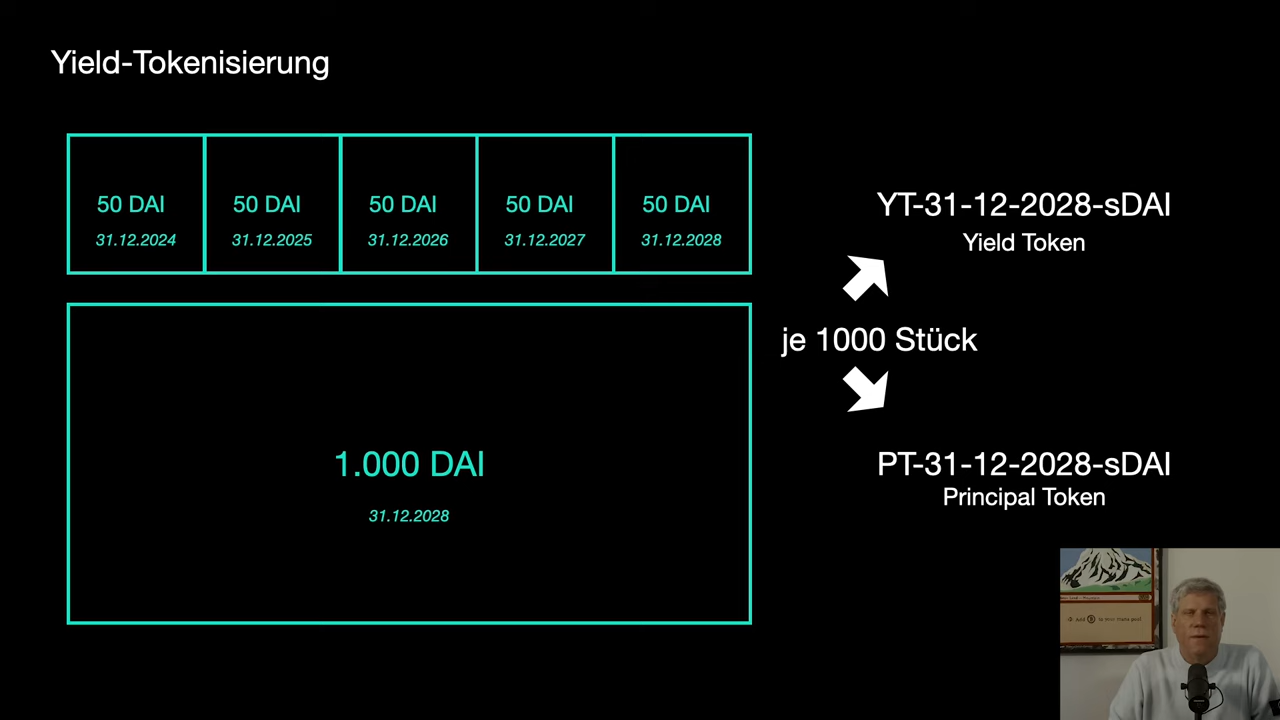 Yield-Tokenisierung
50 DAI
31.12.2024
50 DAI
31.12.2025
50 DAI
31.12.2026
50 DAI
31.12.2027
50 DAI
31.12.2028
YT-31-12-2028-sDAI
Yield Token
je 1000 Stück
1.000 DAI
31.12.2028
PT-31-12-2028-sDAI
Principal Token